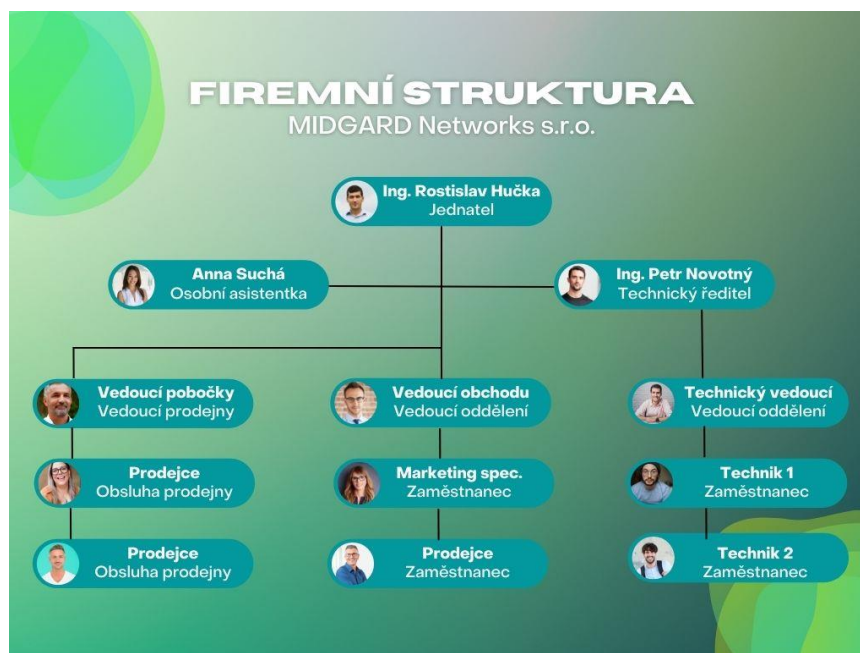 FIREMNÍ STRUKTURA
MIDGARD Networks s.r.o.
Ing. Rostislav Hučka
Jednatel
Anna Suchá
Osobní asistentka
Ing. Petr Novotný
Technický ředitel
Vedoucí pobočky
Vedoucí prodejny
Vedoucí obchodu
Vedoucí oddělení
Technický vedoucí
Vedoucí oddělení
Prodejce
Obsluha prodejny
Marketing spec.
Zaměstnanec
Technik 1
Zaměstnanec
Prodejce
Obsluha prodejny
Prodejce
Zaměstnanec
Technik 2
Zaměstnanec